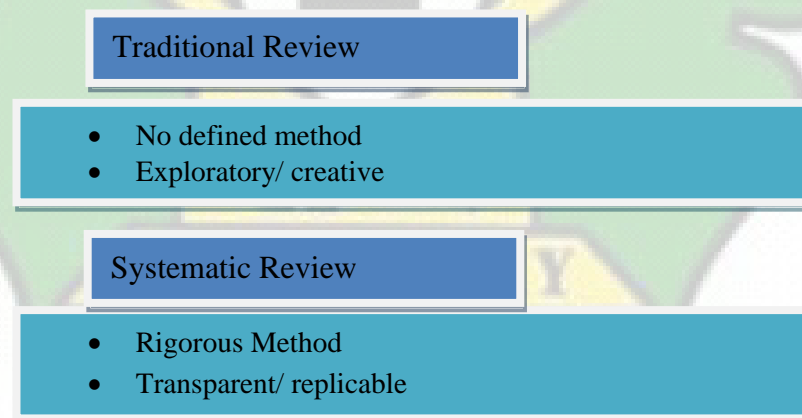 Traditional Review
• No defined method
• Exploratory/ creative
Systematic Review
Y
• Rigorous Method
• Transparent/ replicable